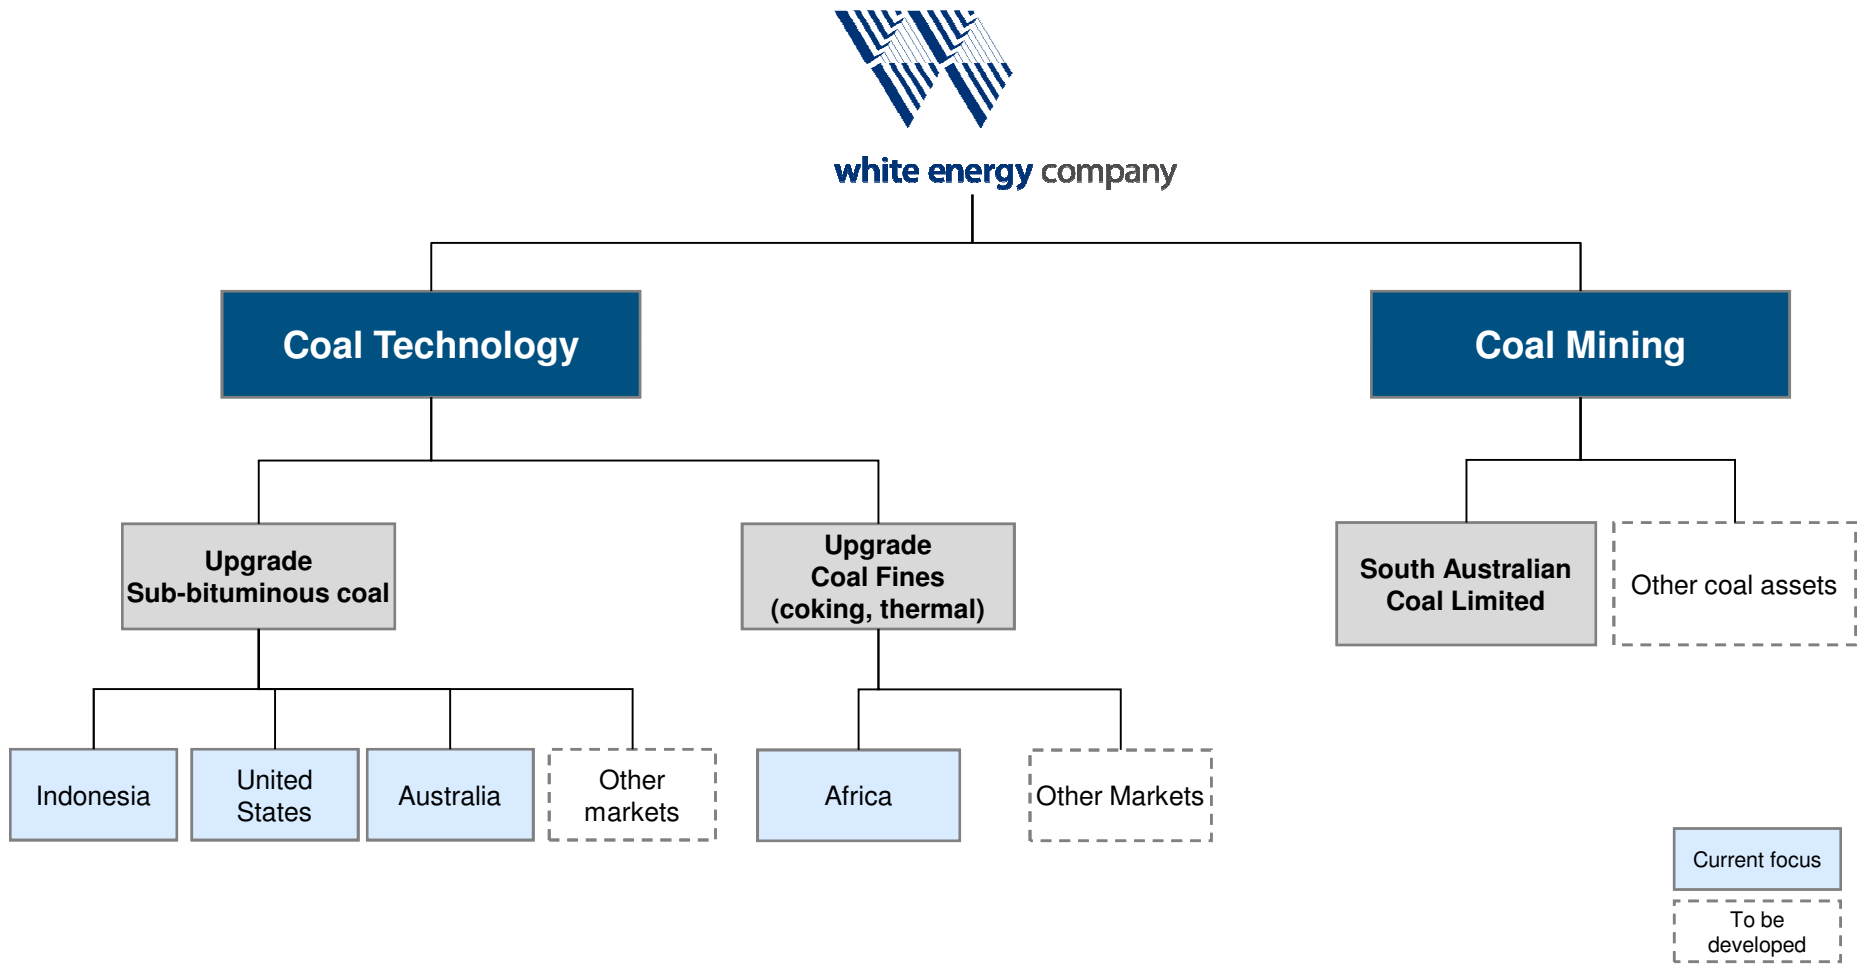 white energy company
Coal Technology
Coal Mining
Upgrade
Sub-bituminous coal
Upgrade
Coal Fines
(coking, thermal)
South Australian
Coal Limited
Other coal assets
Indonesia
United
States
Australia
Other
markets
Africa
Other Markets
Current focus
To be
developed